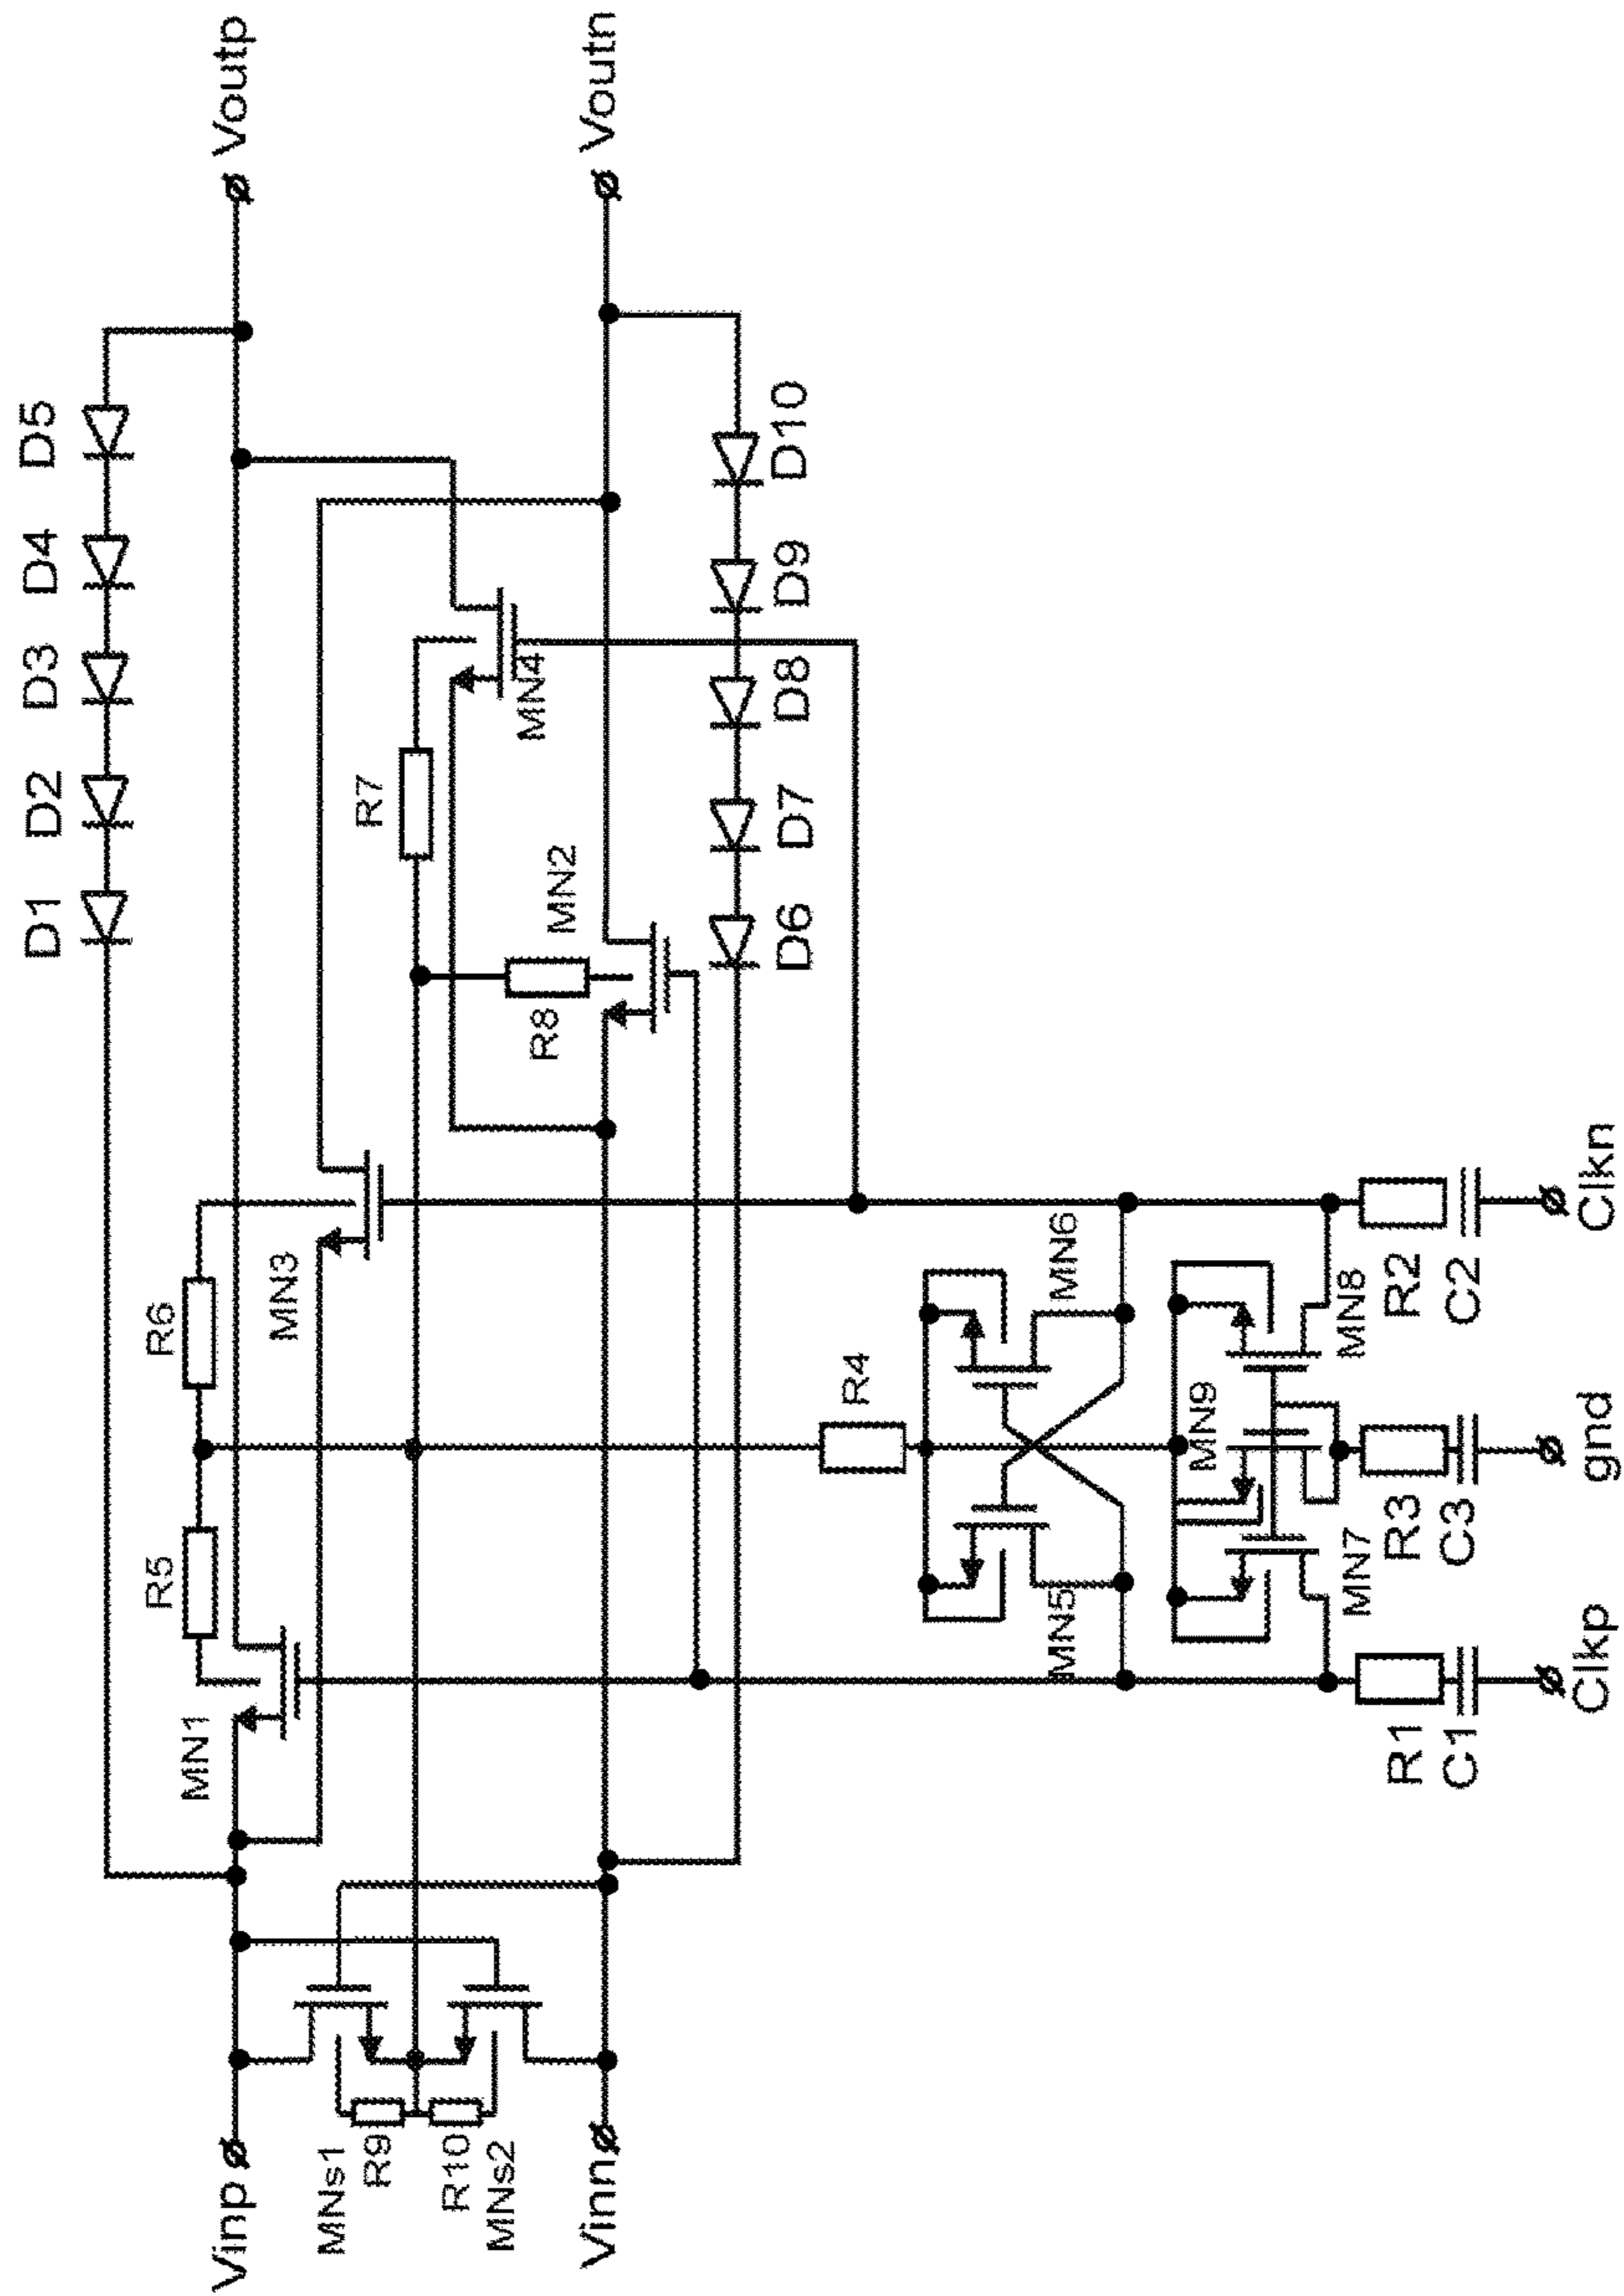 D1
D2
D3
D4
D5
Vinp
MN1
R5
R6
Voutp
MNs1
R9
MN3
R7
R10
MNs2
R8
MN2
MN4
Vinn
Voutn
D6
D7
D8
D9
D10
R4
MN5
MN6
MN9
MN7
MN8
R1
R3
R2
C1
C3
C2
Clkp
gnd
Clkn